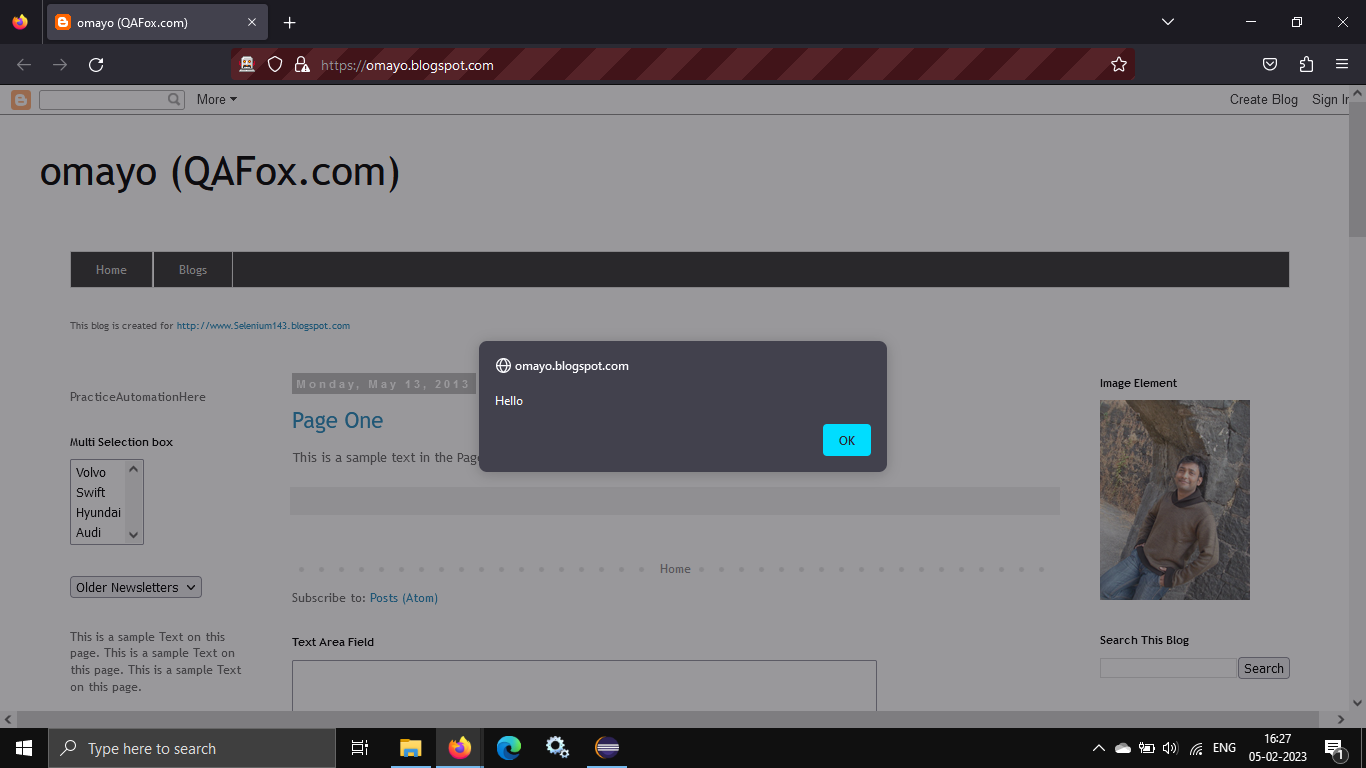 omayo (QAFox.com)
https://omayo.blogspot.com
More
Create Blog
Sign In
omayo (QAFox.com)
Home
Blogs
This blog is created for http://www.Selenium143.blogspot.com
omayo.blogspot.com
Hello
OK
PracticeAutomationHere
Multi Selection box
Volvo
Swift
Hyundai
Audi
Older Newsletters
This is a sample Text on this
page. This is a sample Text on
this page. This is a sample Text
on this page.
Monday, May 13, 2013
Page One
This is a sample text in the Pag
Home
Subscribe to: Posts (Atom)
Text Area Field
Image Element
Search This Blog
Search
Type here to search
ENG
16:27
05-02-2023
1